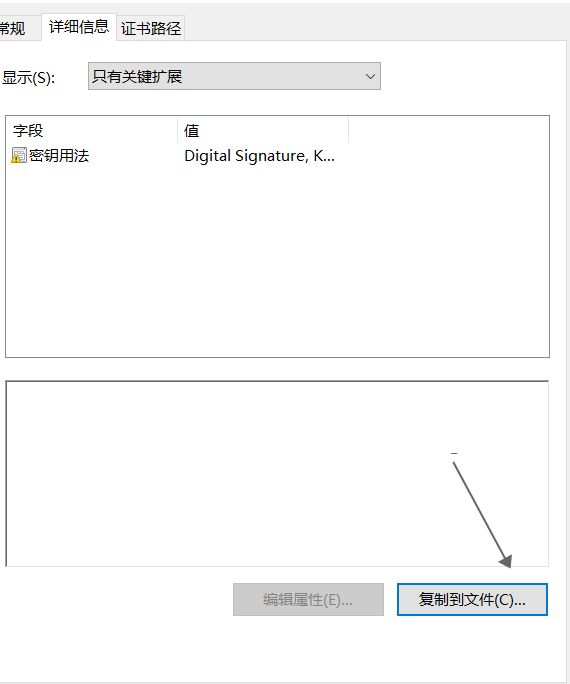 常规 详细信息 证书路径
显示(S): 只有关键扩展
字段 值
密钥用法 Digital Signature, K...
编辑属性(E)... 复制到文件(C)...